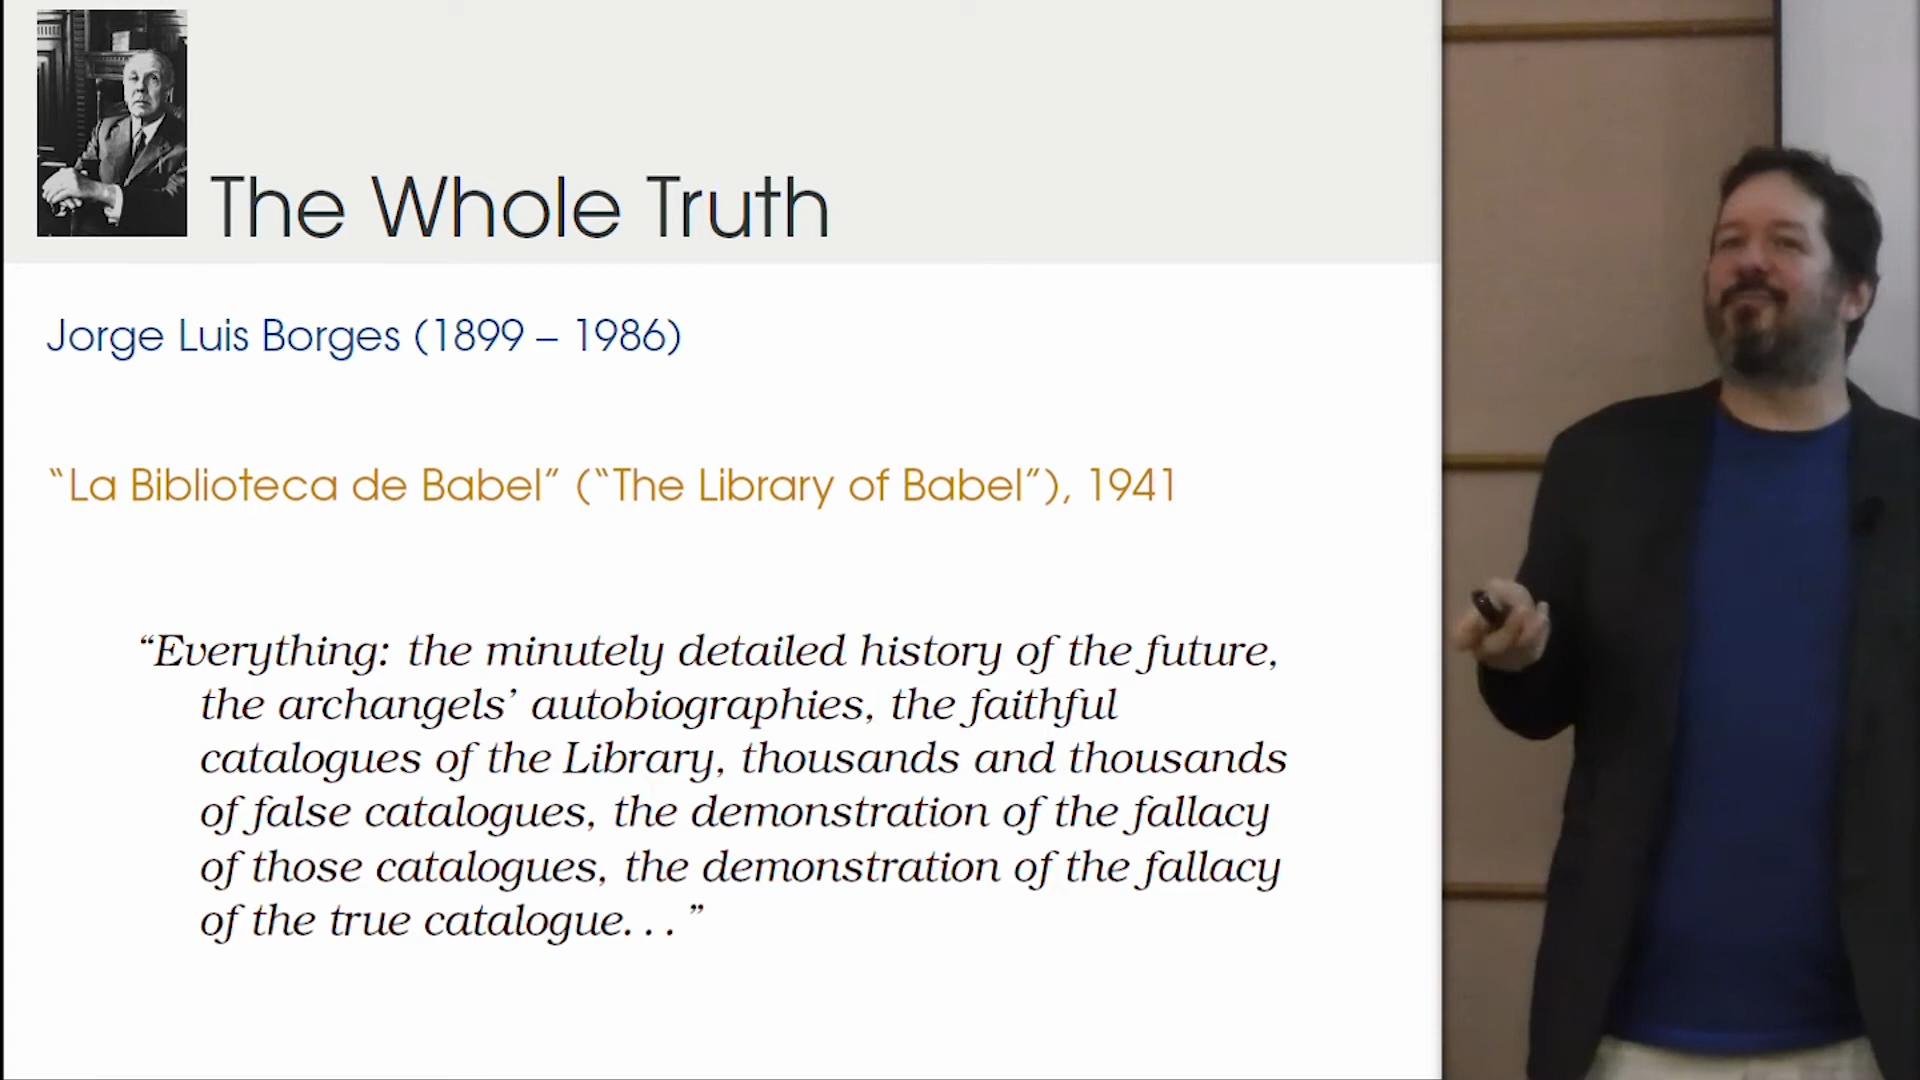 The Whole Truth
Jorge Luis Borges (1899 – 1986)
“La Biblioteca de Babel” (“The Library of Babel”), 1941
“Everything: the minutely detailed history of the future,
the archangels’ autobiographies, the faithful
catalogues of the Library, thousands and thousands
of false catalogues, the demonstration of the fallacy
of those catalogues, the demonstration of the fallacy
of the true catalogue. . . ”